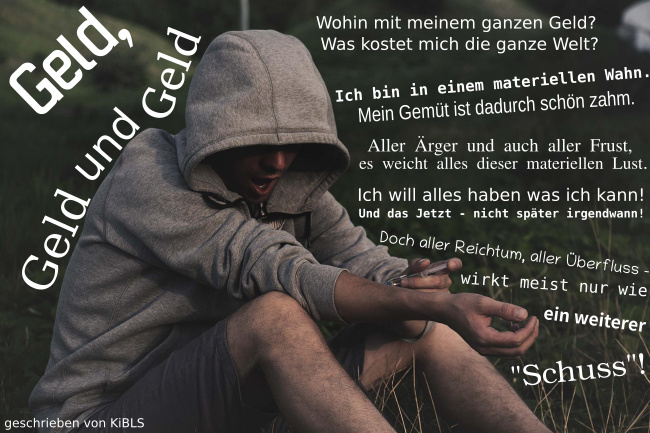 Geld,
Geld und Geld
Wohin mit meinem ganzen Geld?
Was kostet mich die ganze Welt?
Ich bin in einem materiellen Wahn.
Mein Gemüt ist dadurch schön zahm.
Aller Ärger und auch aller Frust,
es weicht alles dieser materiellen Lust.
Ich will alles haben was ich kann!
Und das Jetzt - nicht später irgendwann!
Doch aller Reichtum, aller Überfluss -
wirkt meist nur wie
ein weiterer
"Schuss"!
geschrieben von KiBLS